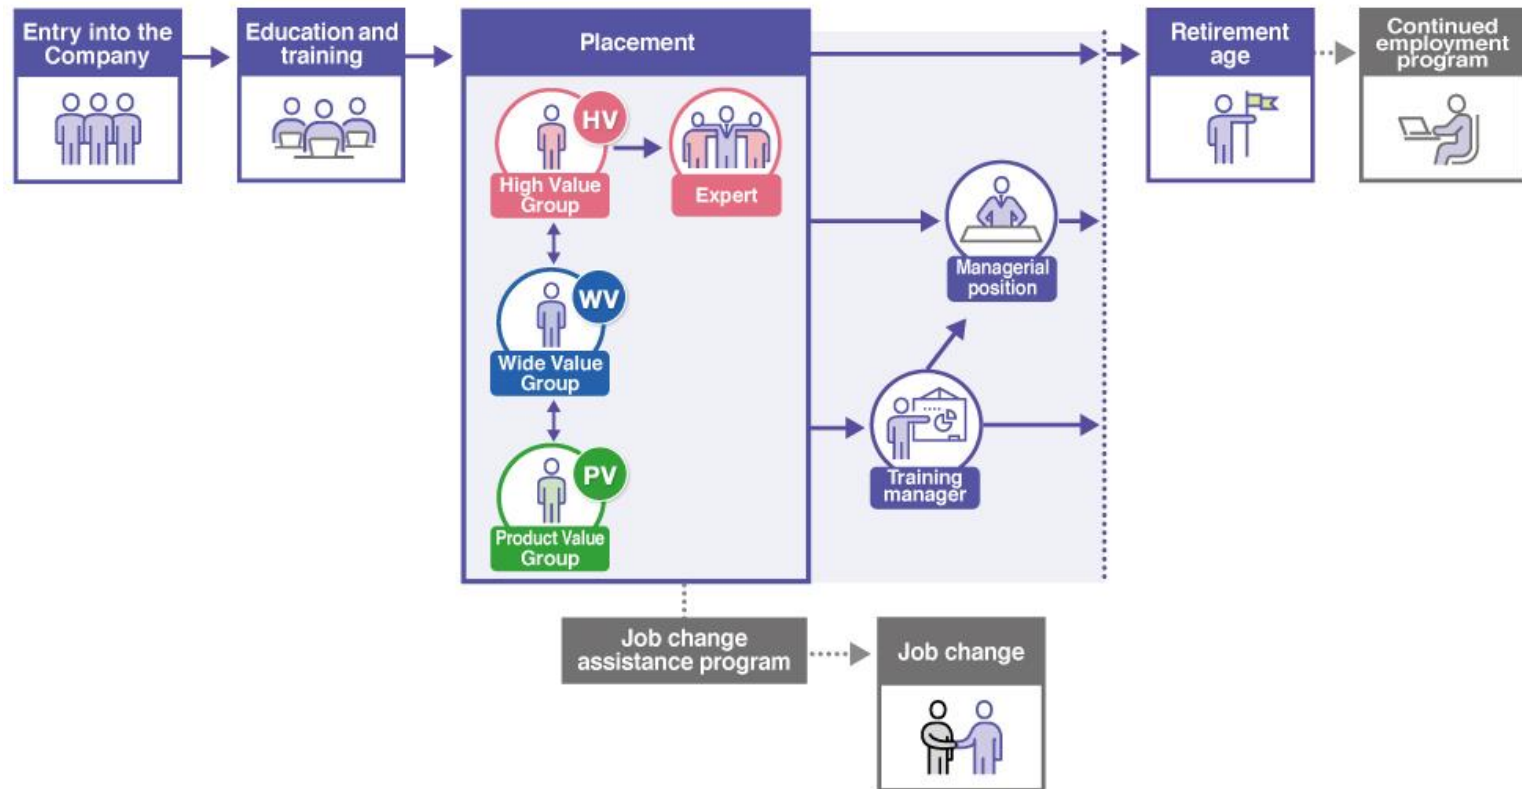 Entry into the
Company
Education and
training
Placement
Retirement
age
Continued
employment
program
HV
High Value
Group
Expert
WV
Wide Value
Group
PV
Product Value
Group
Managerial
position
Training
manager
Job change
assistance program
Job change